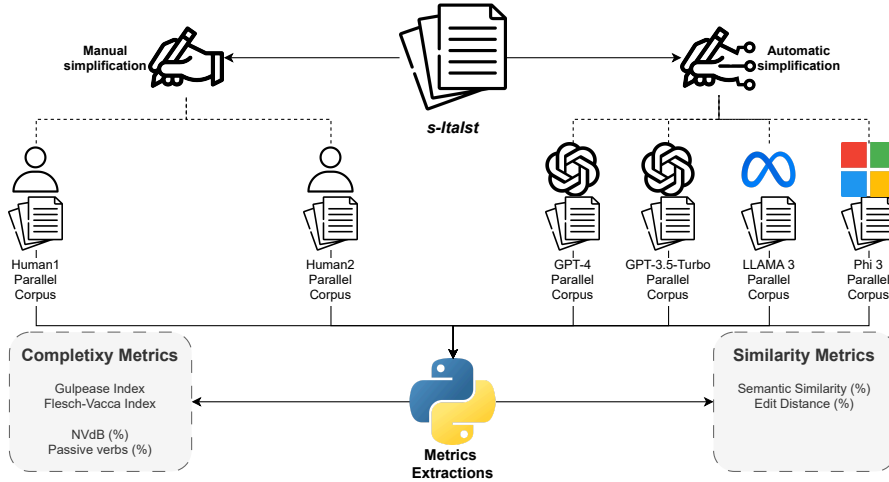 Manual
simplification
Automatic
simplification
s-ItaIst
Human1
Parallel
Corpus
Human2
Parallel
Corpus
GPT-4
Parallel
Corpus
GPT-3.5-Turbo
Parallel
Corpus
LLAMA 3
Parallel
Corpus
Phi 3
Parallel
Corpus
Completixy Metrics
Gulpease Index
Flesch-Vacca Index
NVdB (%)
Passive verbs (%)
Similarity Metrics
Semantic Similarity (%)
Edit Distance (%)
Metrics
Extractions